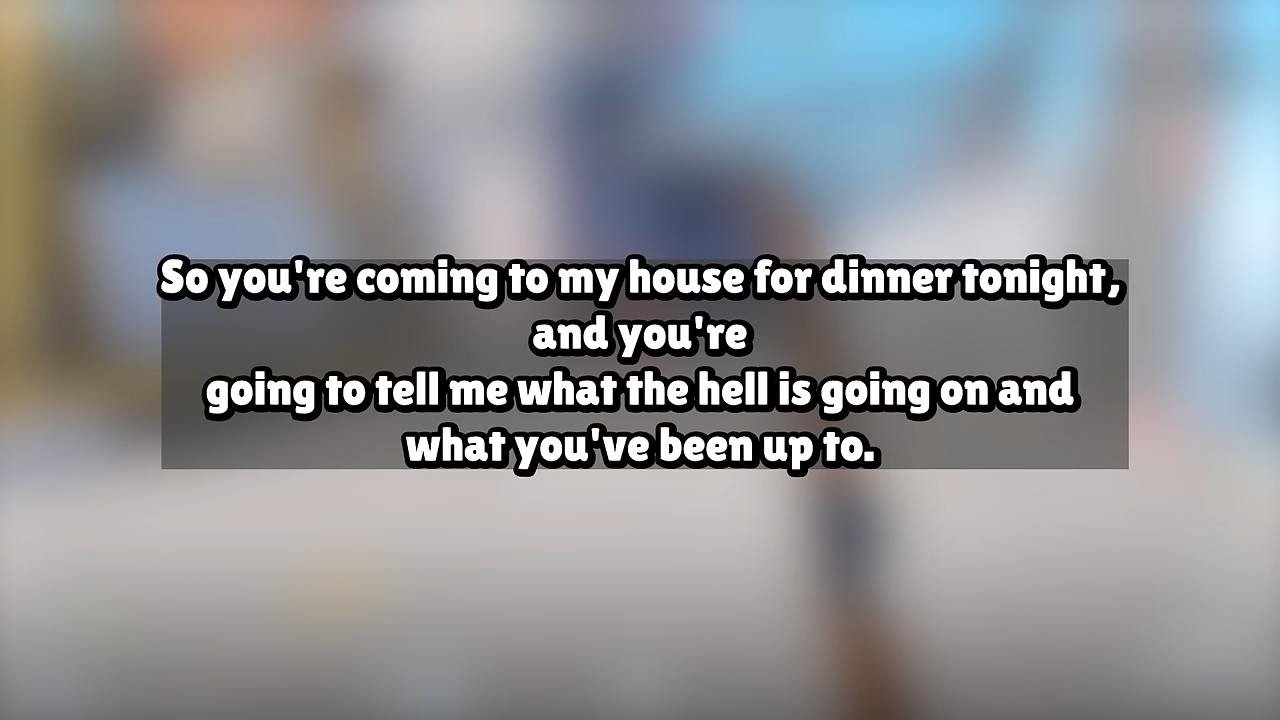 So you're coming to my house for dinner tonight,
and you're
going to tell me what the hell is going on and
what you've been up to.